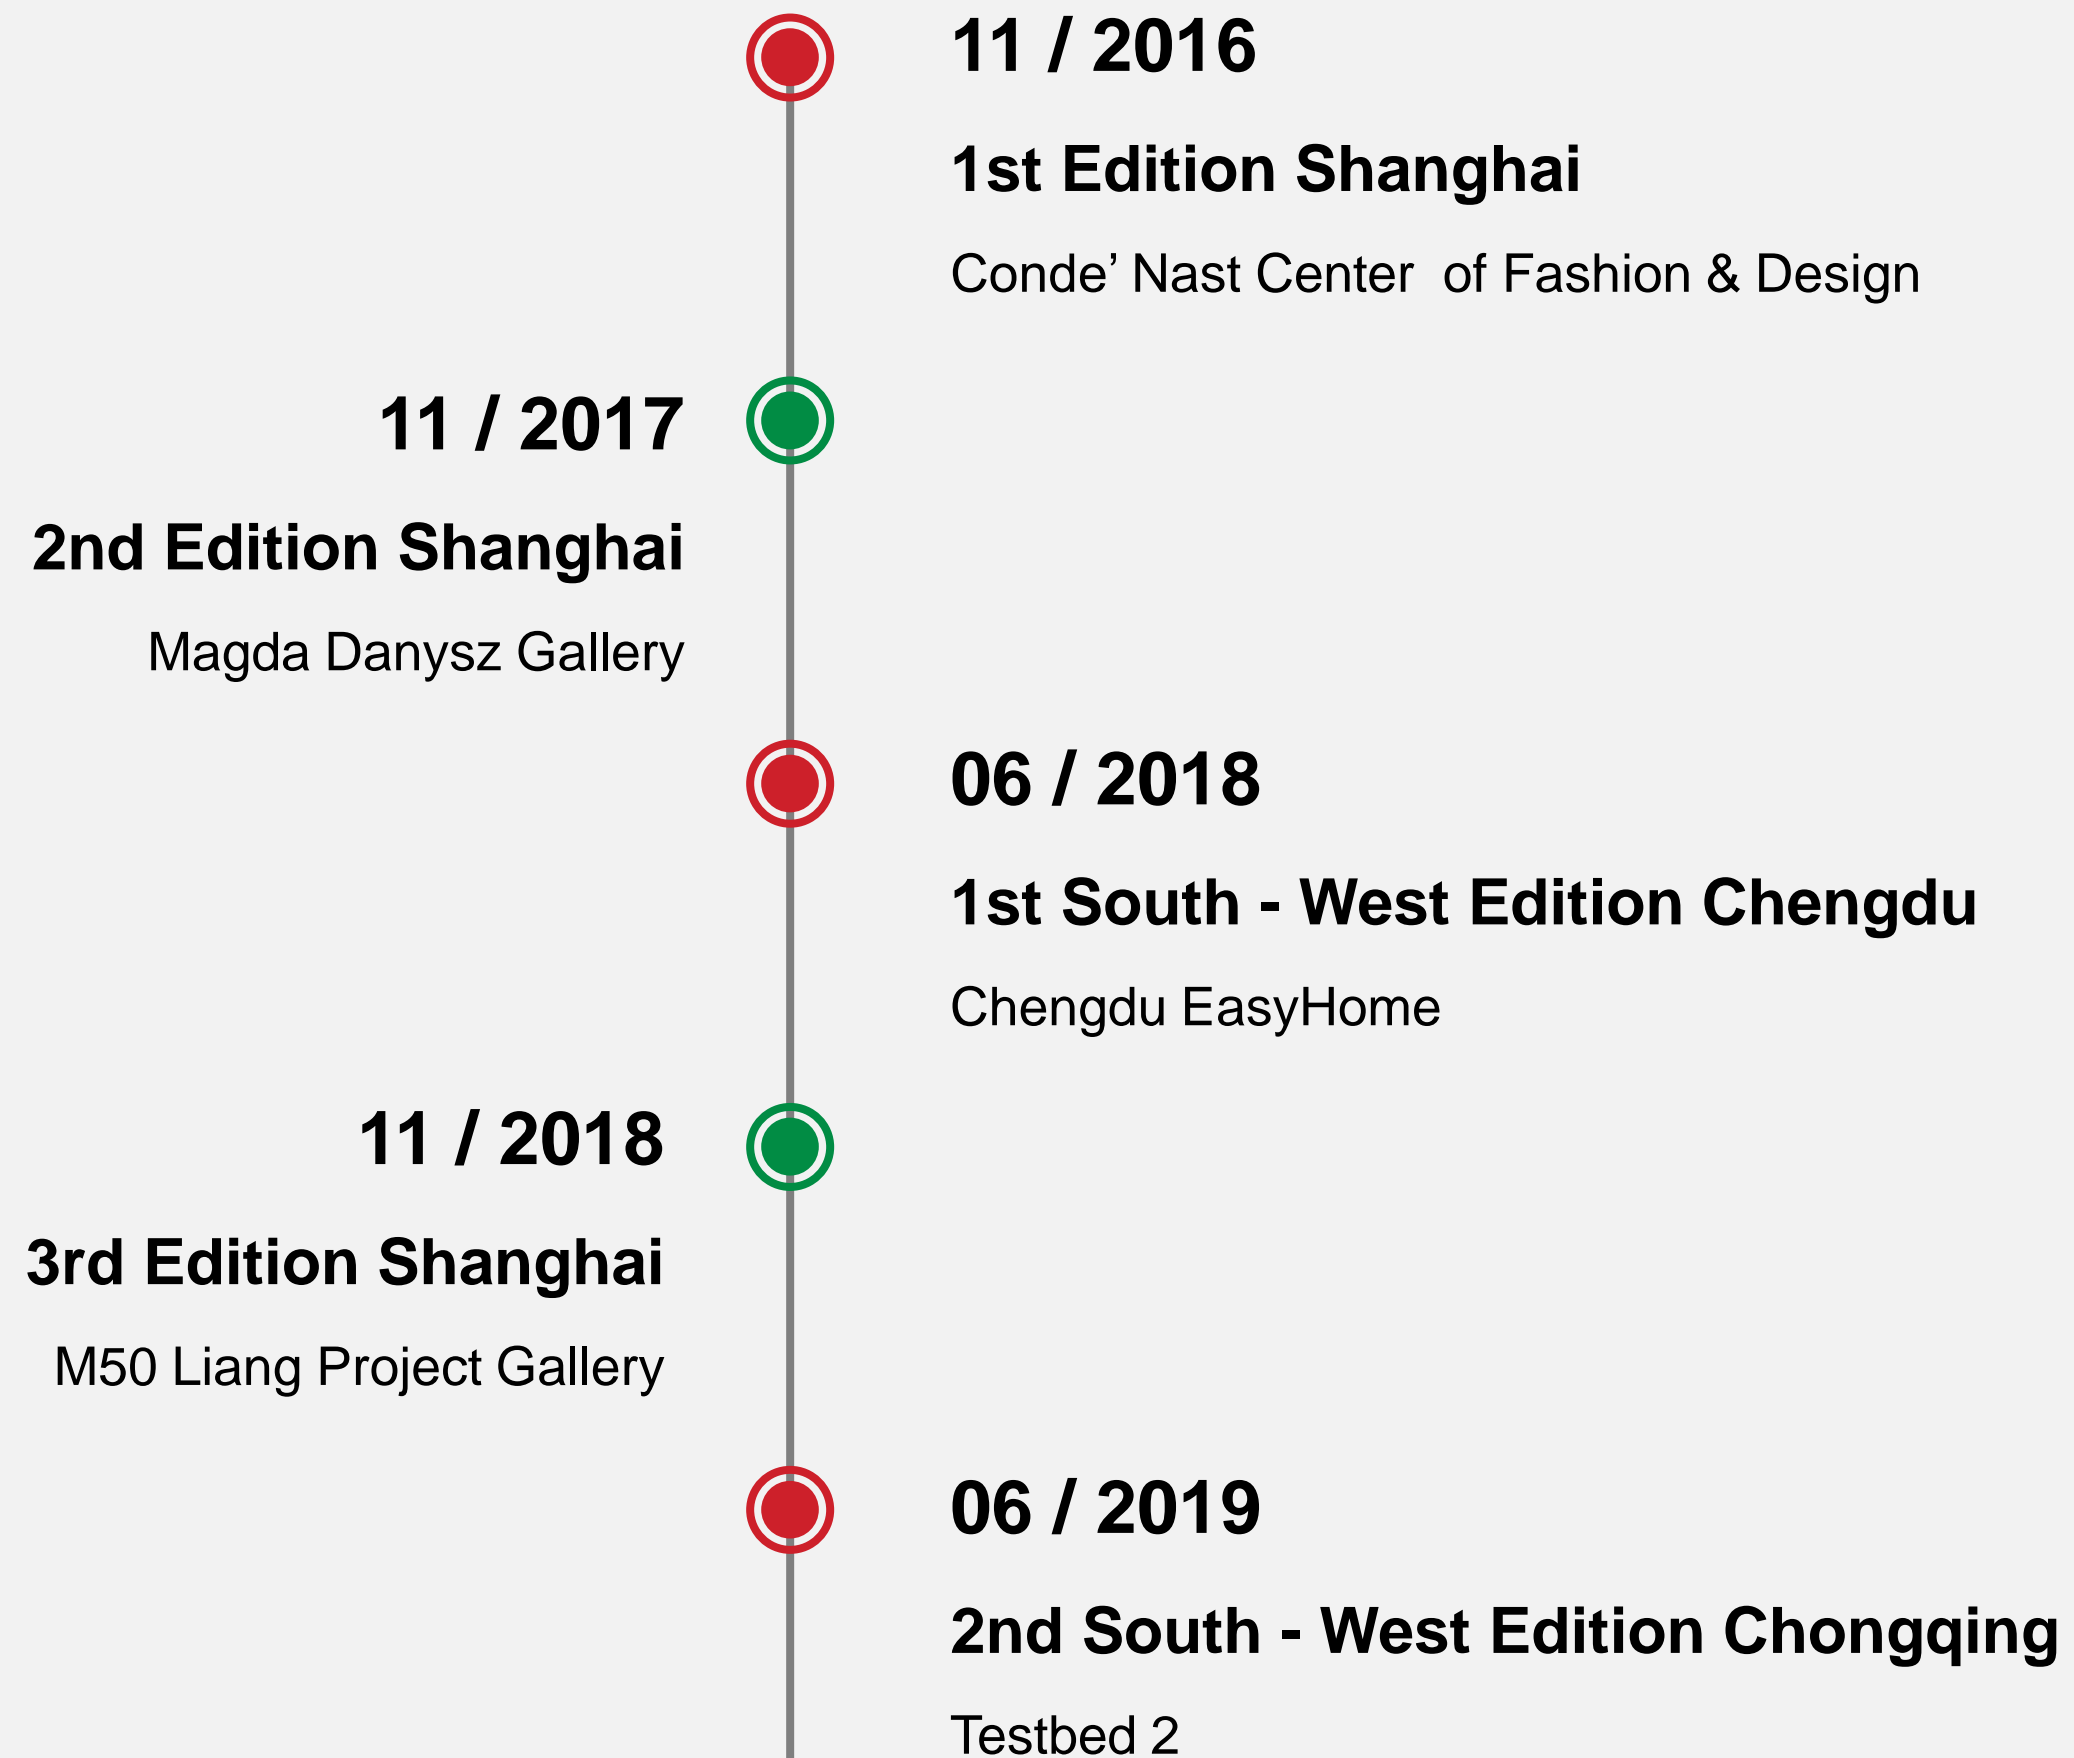 11 / 2016
1st Edition Shanghai
Conde’ Nast Center  of Fashion & Design
11 / 2017
2nd Edition Shanghai
Magda Danysz Gallery
06 / 2018
1st South - West Edition Chengdu
Chengdu EasyHome
11 / 2018
3rd Edition Shanghai
M50 Liang Project Gallery
06 / 2019
2nd South - West Edition Chongqing
Testbed 2